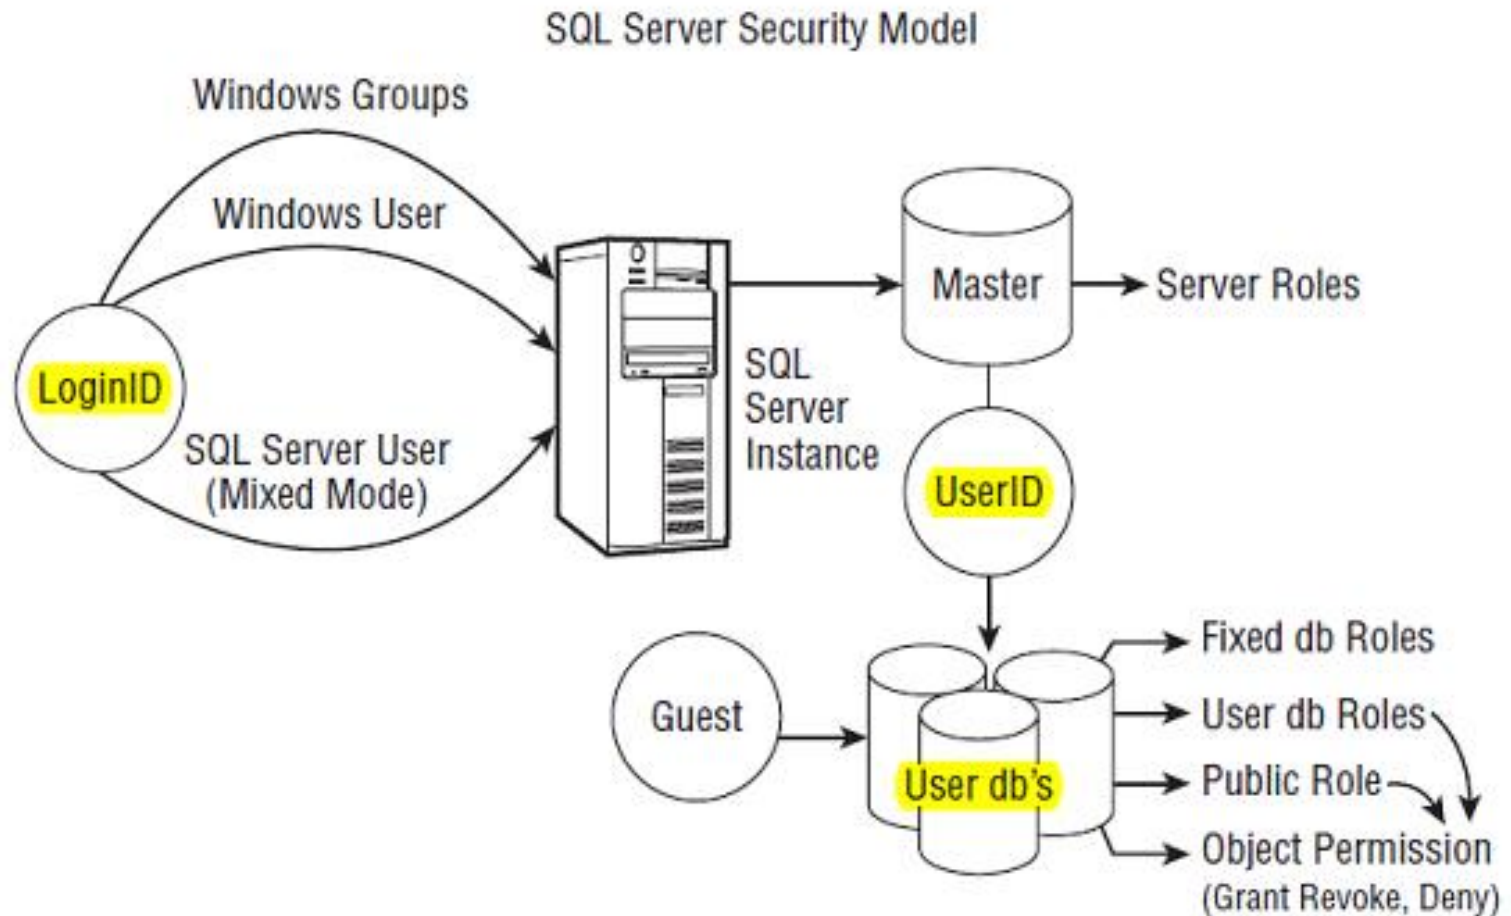 SQL Server Security Model
Windows Groups
Windows User
LoginID
SQL Server User
(Mixed Mode)
SQL
Server
Instance
Master
Server Roles
UserID
Guest
User db's
Fixed db Roles
User db Roles
Public Role
Object Permission
(Grant Revoke, Deny)